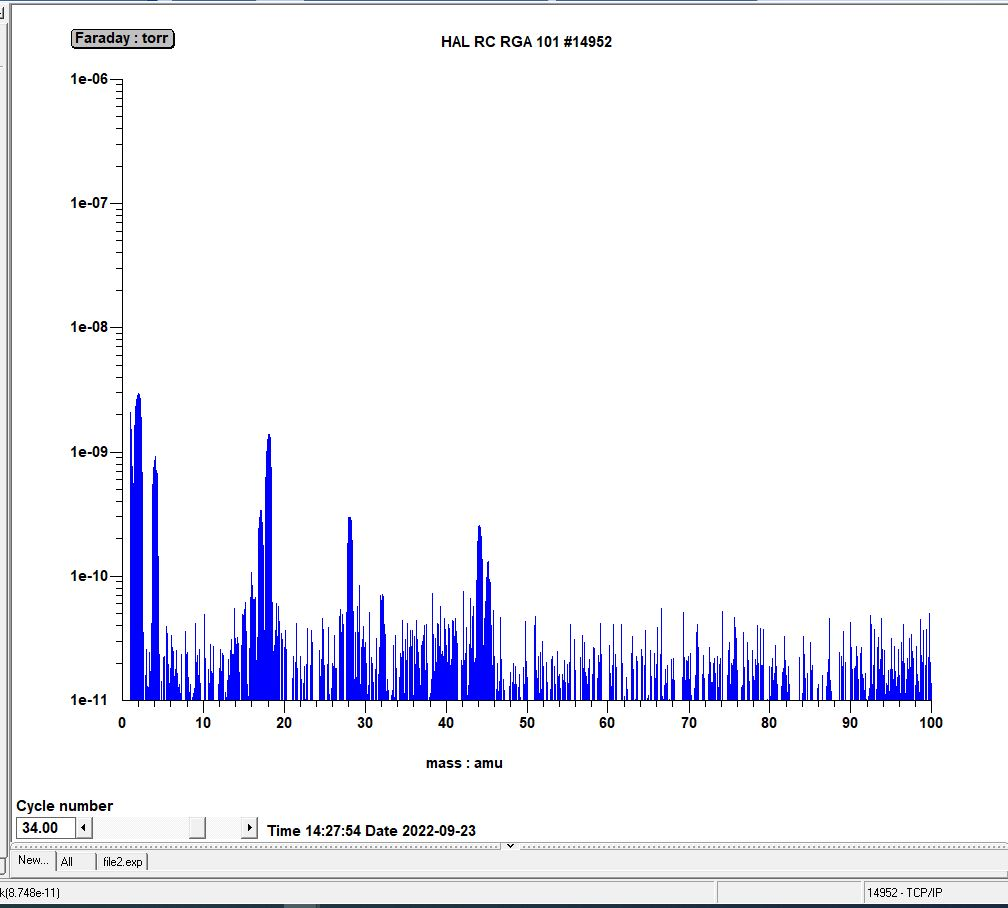 Faraday : torr
HAL RC RGA 101 #14952
1e-06
1e-07
1e-08
1e-09
1e-10
1e-11
0 10 20 30 40 50 60 70 80 90 100
mass : amu
Cycle number
34.00
Time 14:27:54 Date 2022-09-23
New... All file2.exp
k(8.748e-11)
14952 - TCP/IP